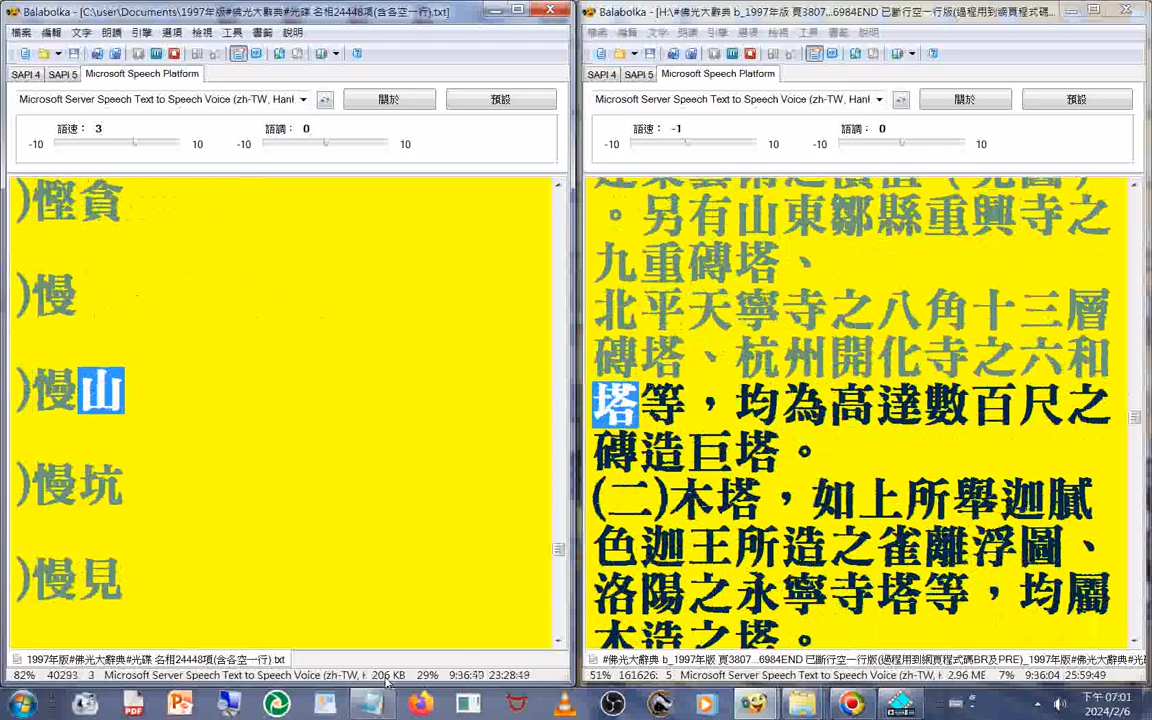 Balabolka - [C:\user\Documents\1997年版#佛光大辭典#光碟 名相24448項(含各空一行).txt]
檔案 編輯 文字 朗讀 引擎 選項 檢視 工具 書籤 說明
SAPI 4 SAPI 5 Microsoft Speech Platform
Microsoft Server Speech Text to Speech Voice (zh-TW, Hanl
關於 預設
語速： 3 語調： 0
-10 10 -10 10
)慳貪
)慢
)慢山
)慢坑
)慢見
1997年版#佛光大辭典#光碟 名相24448項(含各空一行).txt
82% 40293 3 Microsoft Server Speech Text to Speech Voice (zh-TW, H 206 KB 29% 9:36:49 23:28:49
Balabolka - [H:\#佛光大辭典 b_1997年版 頁3807...6984END 已斷行空一行版(過程用到網頁程式碼
檔案 編輯 文字 朗讀 引擎 選項 檢視 工具 書籤 說明
SAPI 4 SAPI 5 Microsoft Speech Platform
Microsoft Server Speech Text to Speech Voice (zh-TW, Hanl
關於 預設
語速： -1 語調： 0
-10 10 -10 10
。另有山東鄒縣重興寺之
九重磚塔、
北平天寧寺之八角十三層
磚塔、杭州開化寺之六和
塔等，均為高達數百尺之
磚造巨塔。
(二)木塔，如上所舉迦膩
色迦王所造之雀離浮圖、
洛陽之永寧寺塔等，均屬
木造之塔。
#佛光大辭典 b_1997年版 頁3807...6984END 已斷行空一行版(過程用到網頁程式碼BR及PRE)_1997年版#佛光
51% 161626: 5 Microsoft Server Speech Text to Speech Voice (zh-TW, H 2.96 ME 7% 9:36:04 25:59:49
下午 07:01
2024/2/6